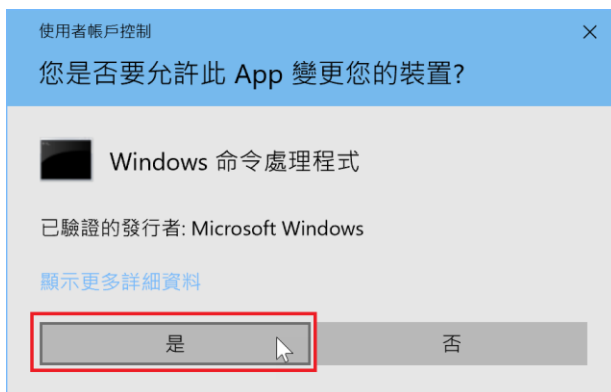 使用者帳戶控制
您是否要允許此 App 變更您的裝置?
Windows 命令處理程式
已驗證的發行者: Microsoft Windows
顯示更多詳細資料
是
否